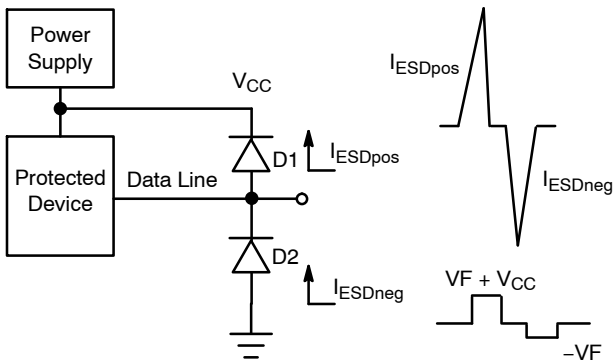 Power
Supply
V_CC
I_ESDpos
D1
I_ESDpos
Protected
Device
Data Line
I_ESDneg
D2
I_ESDneg
VF + V_CC
−VF